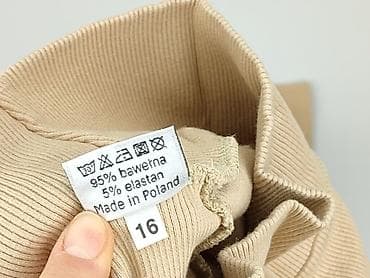 95% bawełna
5% elastan
Made in Poland
16